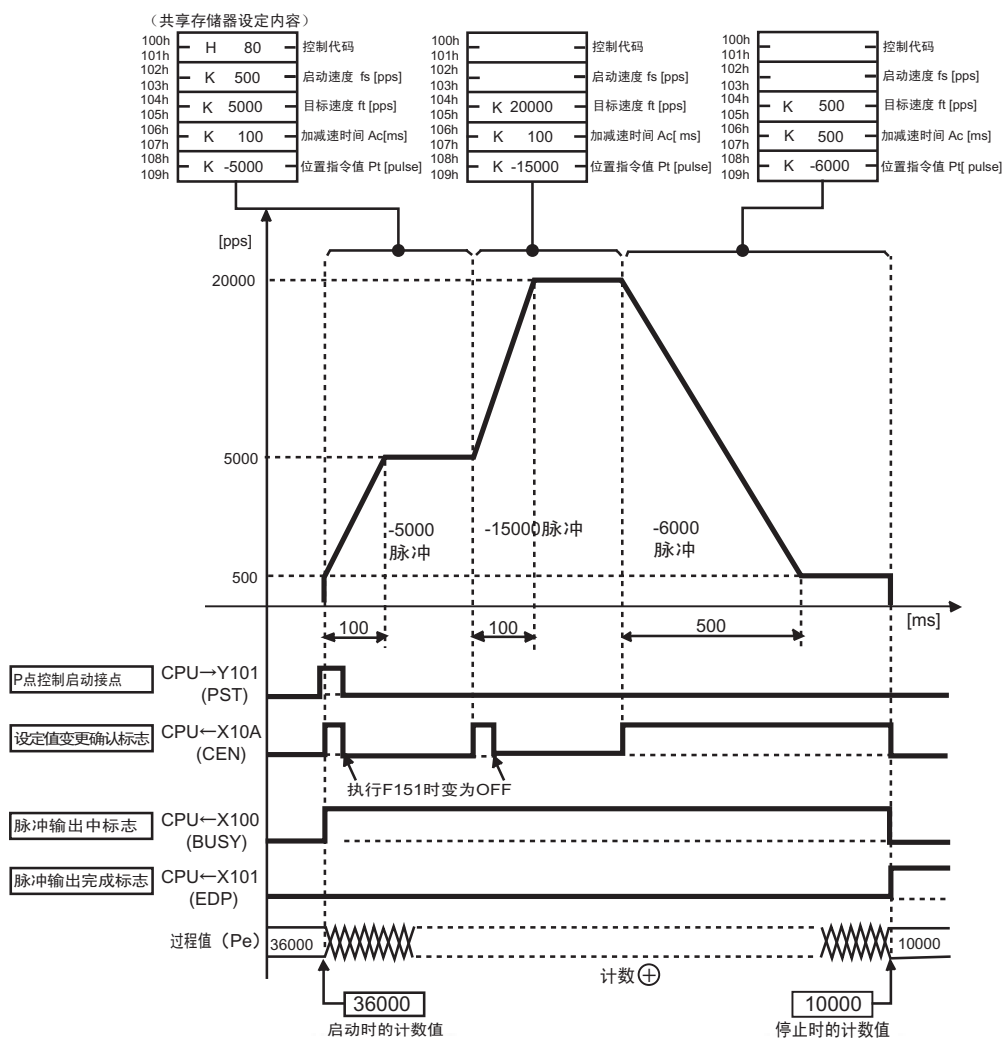 （共享存储器设定内容）
100h
101h
H 80
控制代码
102h
103h
K 500
启动速度 fs [pps]
104h
105h
K 5000
目标速度 ft [pps]
106h
107h
K 100
加减速时间 Ac[ms]
108h
109h
K -5000
位置指令值 Pt [pulse]
100h
101h
控制代码
102h
103h
启动速度 fs [pps]
104h
105h
K 20000
目标速度 ft [pps]
106h
107h
K 100
加减速时间 Ac[ ms]
108h
109h
K -15000
位置指令值 Pt [pulse]
100h
101h
控制代码
102h
103h
启动速度 fs [pps]
104h
105h
K 500
目标速度 ft [pps]
106h
107h
K 500
加减速时间 Ac [ms]
108h
109h
K -6000
位置指令值 Pt[ pulse]
[pps]
20000
5000
500
-5000
脉冲
-15000脉冲
-6000
脉冲
100
100
500
[ms]
P点控制启动接点
CPU→Y101
(PST)
设定值变更确认标志
CPU←X10A
(CEN)
执行F151时变为OFF
脉冲输出中标志
CPU←X100
(BUSY)
脉冲输出完成标志
CPU←X101
(EDP)
过程值（Pe）
36000
10000
计数⊕
36000
启动时的计数值
10000
停止时的计数值